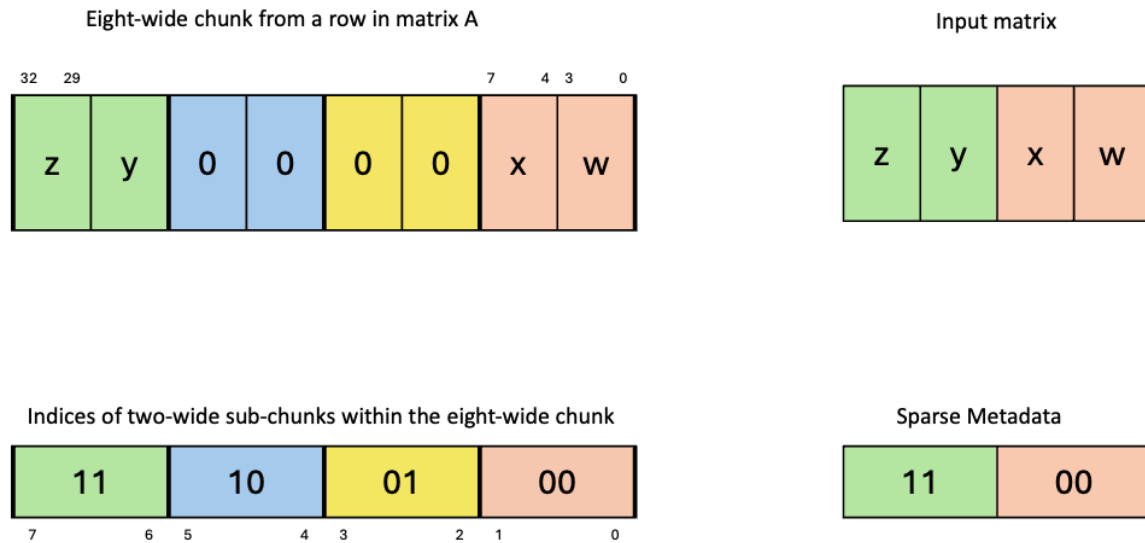 Eight-wide chunk from a row in matrix A
Input matrix
32 29 7 4 3 0
z y 0 0 0 0 x w
z y x w
Indices of two-wide sub-chunks within the eight-wide chunk
Sparse Metadata
11 10 01 00
11 00
7 6 5 4 3 2 1 0